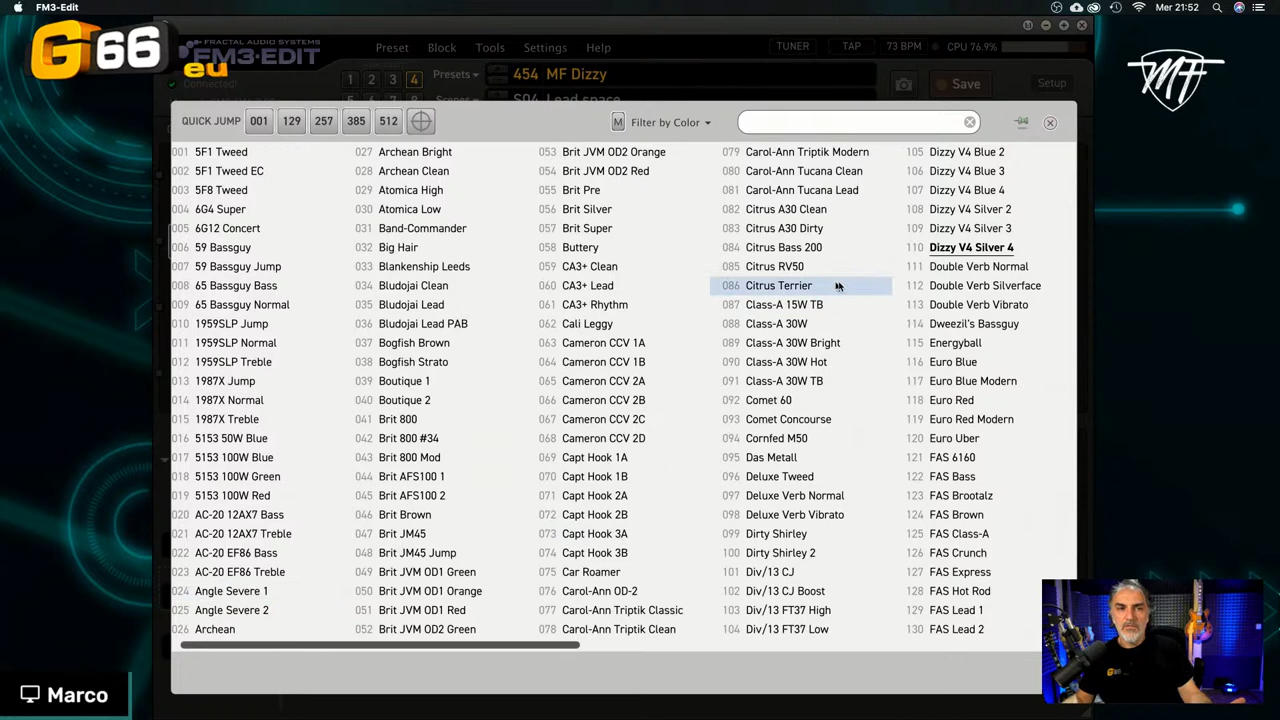 FM3-Edit
Mer 21:52
G66
eu
FRACTAL AUDIO SYSTEMS
FM3-EDIT
Preset Block Tools Settings Help
TUNER TAP 73 BPM CPU 76.9%
1 2 3 4
Presets
454 MF Dizzy
Save
Setup
Scenes
S04 Lead space
MF
QUICK JUMP 001 129 257 385 512
M Filter by Color
001 5F1 Tweed
002 5F1 Tweed EC
003 5F8 Tweed
004 6G4 Super
005 6G12 Concert
006 59 Bassguy
007 59 Bassguy Jump
008 65 Bassguy Bass
009 65 Bassguy Normal
010 1959SLP Jump
011 1959SLP Normal
012 1959SLP Treble
013 1987X Jump
014 1987X Normal
015 1987X Treble
016 5153 50W Blue
017 5153 100W Blue
018 5153 100W Green
019 5153 100W Red
020 AC-20 12AX7 Bass
021 AC-20 12AX7 Treble
022 AC-20 EF86 Bass
023 AC-20 EF86 Treble
024 Angle Severe 1
025 Angle Severe 2
026 Archean
027 Archean Bright
028 Archean Clean
029 Atomica High
030 Atomica Low
031 Band-Commander
032 Big Hair
033 Blankenship Leeds
034 Bludojai Clean
035 Bludojai Lead
036 Bludojai Lead PAB
037 Bogfish Brown
038 Bogfish Strato
039 Boutique 1
040 Boutique 2
041 Brit 800
042 Brit 800 #34
043 Brit 800 Mod
044 Brit AFS100 1
045 Brit AFS100 2
046 Brit Brown
047 Brit JM45
048 Brit JM45 Jump
049 Brit JVM OD1 Green
050 Brit JVM OD1 Orange
051 Brit JVM OD1 Red
052 Brit JVM OD2 Green
053 Brit JVM OD2 Orange
054 Brit JVM OD2 Red
055 Brit Pre
056 Brit Silver
057 Brit Super
058 Buttery
059 CA3+ Clean
060 CA3+ Lead
061 CA3+ Rhythm
062 Cali Leggy
063 Cameron CCV 1A
064 Cameron CCV 1B
065 Cameron CCV 2A
066 Cameron CCV 2B
067 Cameron CCV 2C
068 Cameron CCV 2D
069 Capt Hook 1A
070 Capt Hook 1B
071 Capt Hook 2A
072 Capt Hook 2B
073 Capt Hook 3A
074 Capt Hook 3B
075 Car Roamer
076 Carol-Ann OD-2
077 Carol-Ann Triptik Classic
078 Carol-Ann Triptik Clean
079 Carol-Ann Triptik Modern
080 Carol-Ann Tucana Clean
081 Carol-Ann Tucana Lead
082 Citrus A30 Clean
083 Citrus A30 Dirty
084 Citrus Bass 200
085 Citrus RV50
086 Citrus Terrier
087 Class-A 15W TB
088 Class-A 30W
089 Class-A 30W Bright
090 Class-A 30W Hot
091 Class-A 30W TB
092 Comet 60
093 Comet Concourse
094 Cornfed M50
095 Das Metall
096 Deluxe Tweed
097 Deluxe Verb Normal
098 Deluxe Verb Vibrato
099 Dirty Shirley
100 Dirty Shirley 2
101 Div/13 CJ
102 Div/13 CJ Boost
103 Div/13 FT37 High
104 Div/13 FT37 Low
105 Dizzy V4 Blue 2
106 Dizzy V4 Blue 3
107 Dizzy V4 Blue 4
108 Dizzy V4 Silver 2
109 Dizzy V4 Silver 3
110 Dizzy V4 Silver 4
111 Double Verb Normal
112 Double Verb Silverface
113 Double Verb Vibrato
114 Dweezil's Bassguy
115 Energyball
116 Euro Blue
117 Euro Blue Modern
118 Euro Red
119 Euro Red Modern
120 Euro Uber
121 FAS 6160
122 FAS Bass
123 FAS Brootalz
124 FAS Brown
125 FAS Class-A
126 FAS Crunch
127 FAS Express
128 FAS Hot Rod
129 FAS Lead 1
130 FAS Lead 2
Marco